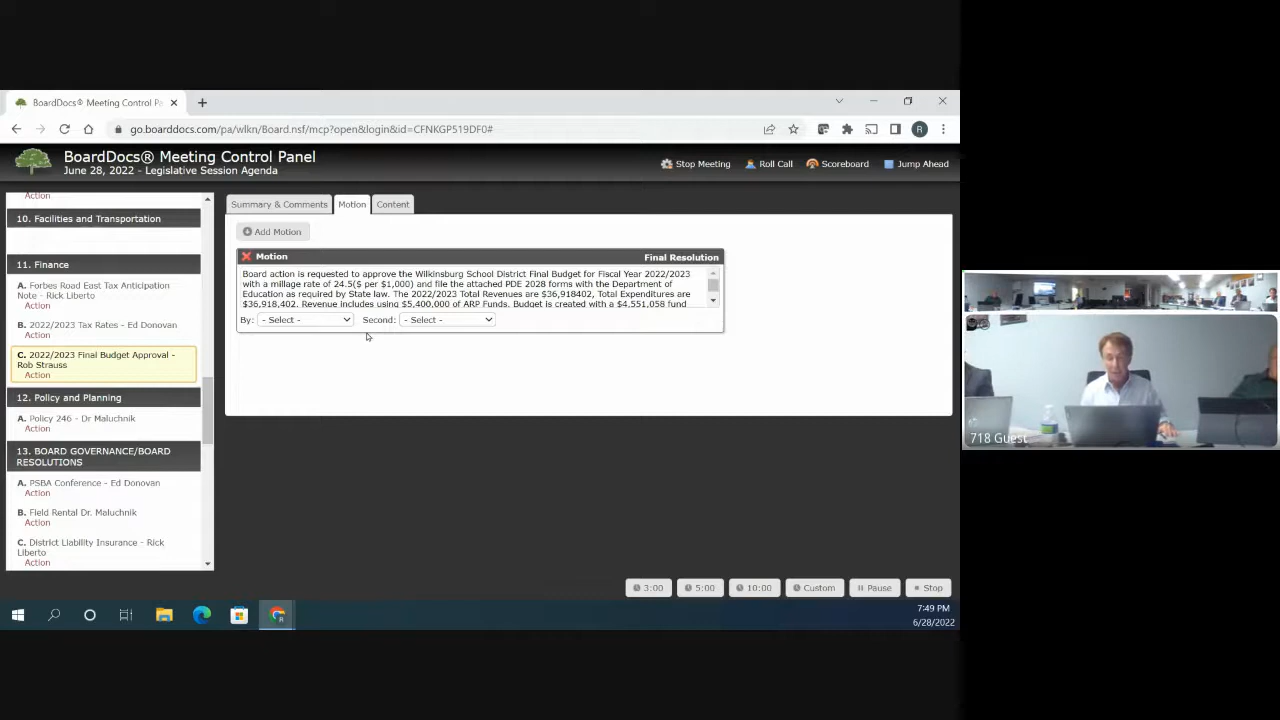 BoardDocs® Meeting Control Pa
go.boarddocs.com/pa/wlkn/Board.nsf/mcp?open&login&id=CFNKGP519DF0#
R
BoardDocs® Meeting Control Panel
June 28, 2022 - Legislative Session Agenda
Stop Meeting
Roll Call
Scoreboard
Jump Ahead
Action
10. Facilities and Transportation
11. Finance
A. Forbes Road East Tax Anticipation
Note - Rick Liberto
Action
B. 2022/2023 Tax Rates - Ed Donovan
Action
C. 2022/2023 Final Budget Approval -
Rob Strauss
Action
12. Policy and Planning
A. Policy 246 - Dr Maluchnik
Action
13. BOARD GOVERNANCE/BOARD
RESOLUTIONS
A. PSBA Conference - Ed Donovan
Action
B. Field Rental Dr. Maluchnik
Action
C. District Liability Insurance - Rick
Liberto
Action
Summary & Comments
Motion
Content
Add Motion
Motion
Final Resolution
Board action is requested to approve the Wilkinsburg School District Final Budget for Fiscal Year 2022/2023
with a millage rate of 24.5($ per $1,000) and file the attached PDE 2028 forms with the Department of
Education as required by State law. The 2022/2023 Total Revenues are $36,918402, Total Expenditures are
$36,918,402. Revenue includes using $5,400,000 of ARP Funds. Budget is created with a $4,551,058 fund
By: - Select - Second: - Select -
718 Guest
3:00
5:00
10:00
Custom
Pause
Stop
7:49 PM
6/28/2022